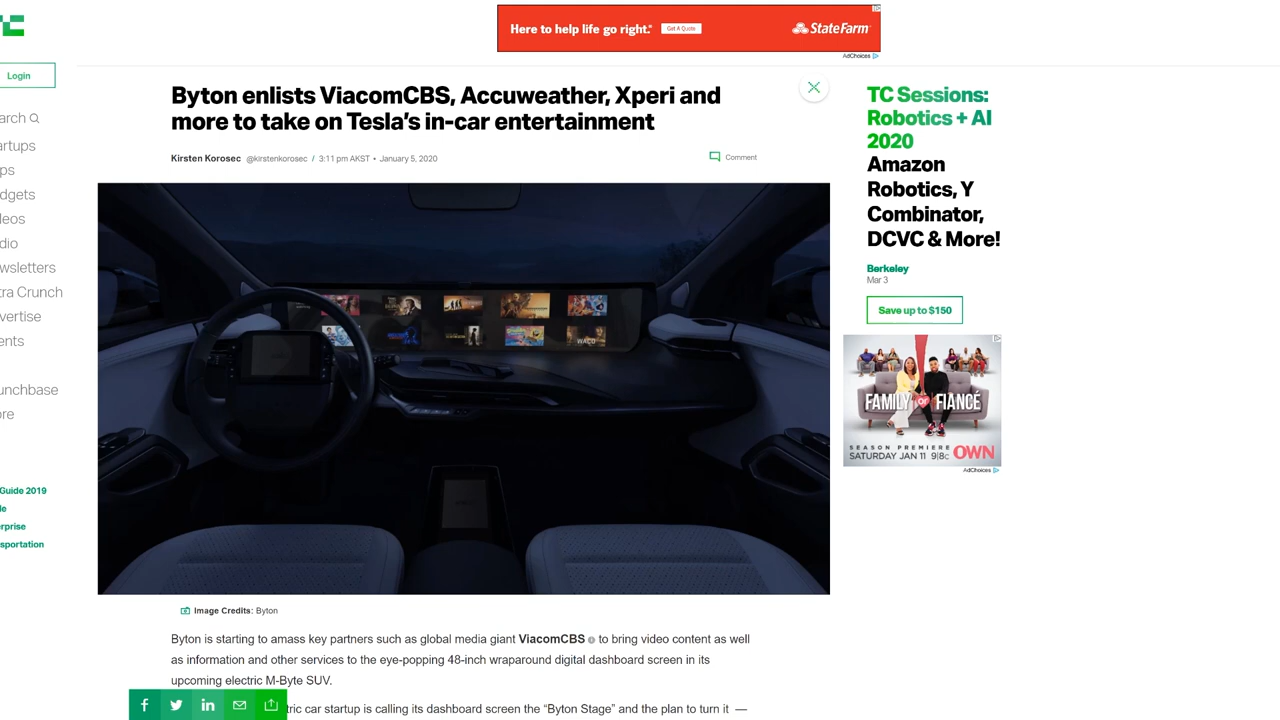 Here to help life go right.®
Get A Quote
StateFarm
AdChoices
Login
arch
artups
ps
dgets
leos
dio
wsletters
tra Crunch
vertise
ents
unchbase
ore
Guide 2019
le
erprise
sportation
Byton enlists ViacomCBS, Accuweather, Xperi and
more to take on Tesla's in-car entertainment
Kirsten Korosec @kirstenkorosec / 3:11 pm AKST • January 5, 2020
Comment
WACO
Image Credits: Byton
Byton is starting to amass key partners such as global media giant ViacomCBS to bring video content as well
as information and other services to the eye-popping 48-inch wraparound digital dashboard screen in its
upcoming electric M-Byte SUV.
tric car startup is calling its dashboard screen the “Byton Stage” and the plan to turn it —
TC Sessions:
Robotics + AI
2020
Amazon
Robotics, Y
Combinator,
DCVC & More!
Berkeley
Mar 3
Save up to $150
FAMILY OR FIANCÉ
SEASON PREMIERE
SATURDAY JAN 11 9|8c OWN
AdChoices